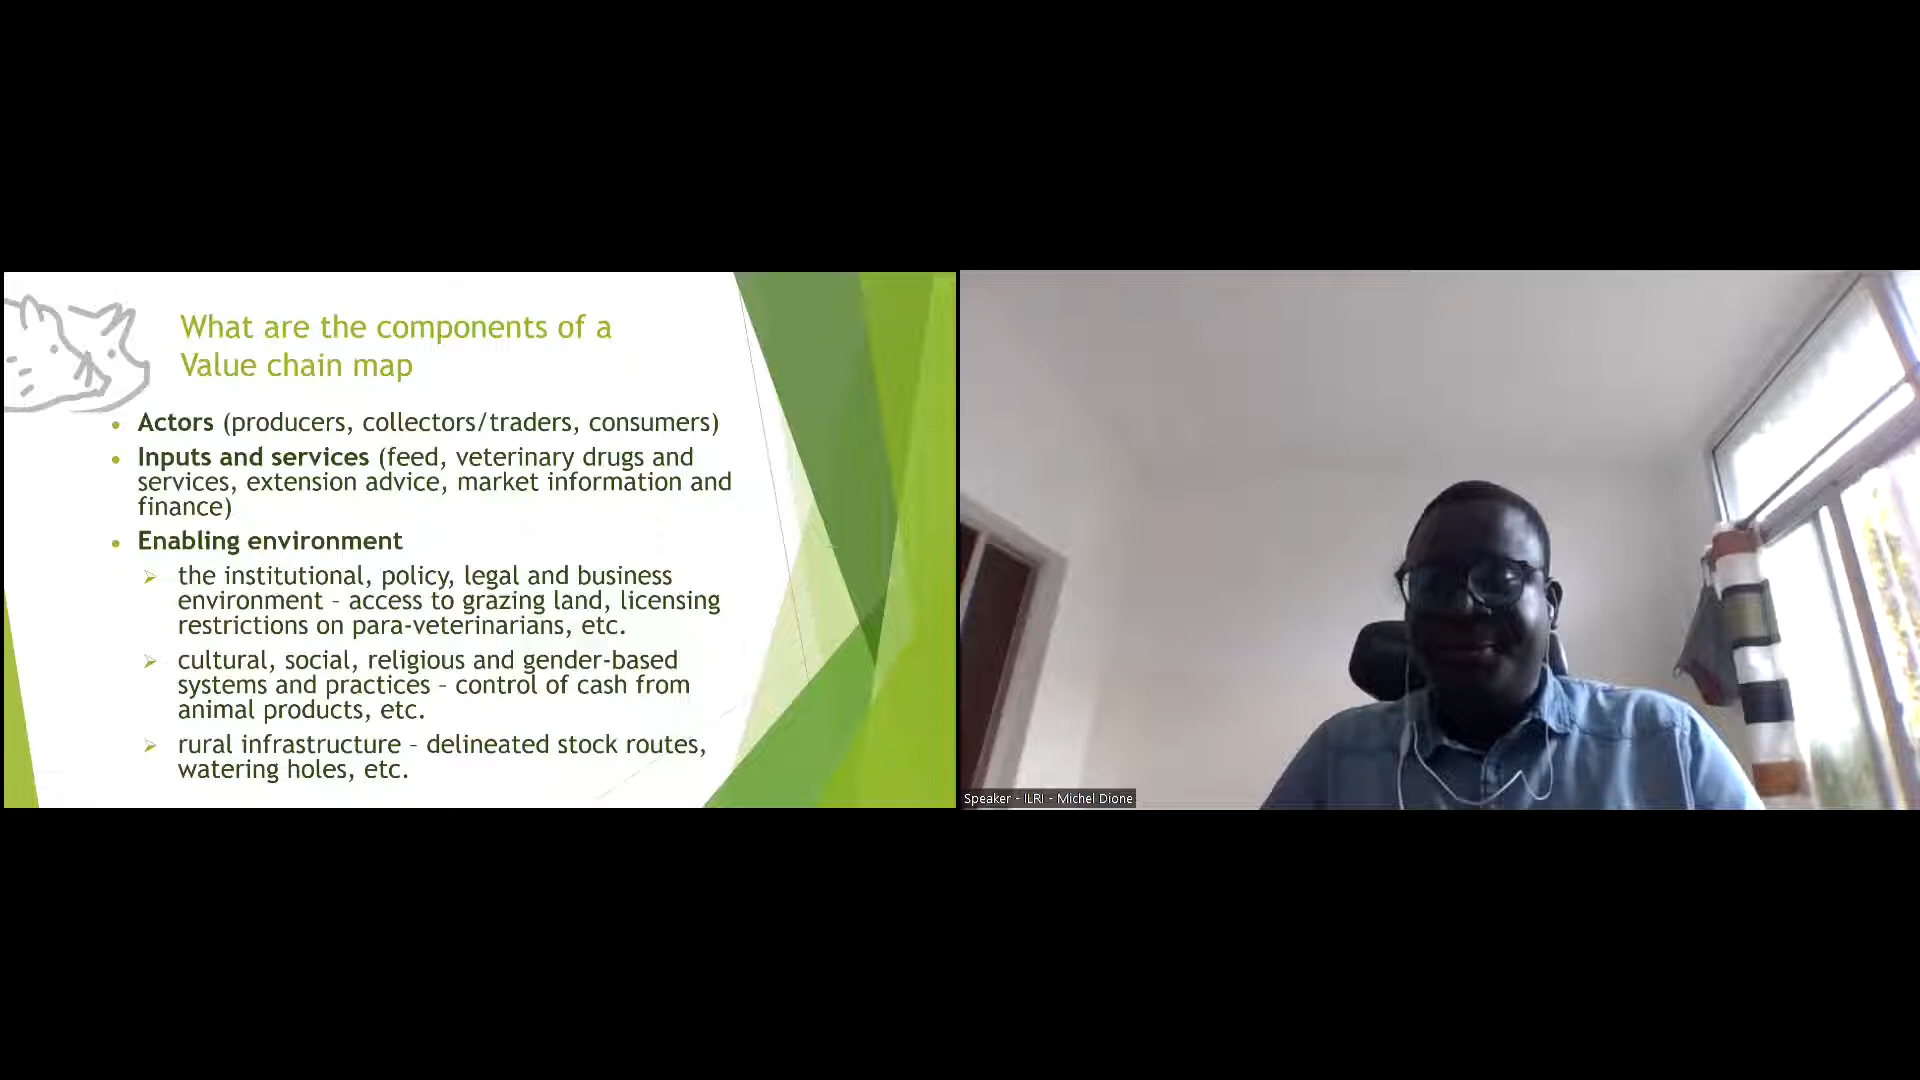 What are the components of a
Value chain map
• Actors (producers, collectors/traders, consumers)
• Inputs and services (feed, veterinary drugs and
services, extension advice, market information and
finance)
• Enabling environment
➢ the institutional, policy, legal and business
environment – access to grazing land, licensing
restrictions on para-veterinarians, etc.
➢ cultural, social, religious and gender-based
systems and practices – control of cash from
animal products, etc.
➢ rural infrastructure – delineated stock routes,
watering holes, etc.
Speaker - ILRI - Michel Dione